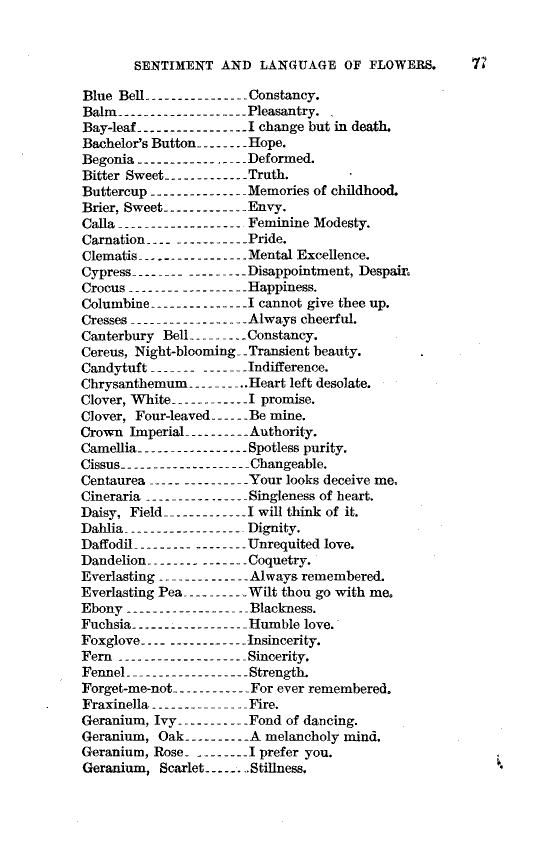 SENTIMENT AND LANGUAGE OF FLOWERS. 77
Blue Bell---------------Constancy.
Balm--------------------Pleasantry.
Bay-leaf----------------I change but in death.
Bachelor's Button--------Hope.
Begonia ----------------Deformed.
Bitter Sweet-------------Truth.
Buttercup --------------Memories of childhood.
Brier, Sweet-------------Envy.
Calla ------------------- Feminine Modesty.
Carnation---- -----------Pride.
Clematis----------------Mental Excellence.
Cypress-------- ---------Disappointment, Despair.
Crocus -----------------Happiness.
Columbine---------------I cannot give thee up.
Cresses -----------------Always cheerful.
Canterbury Bell---------Constancy.
Cereus, Night-blooming--Transient beauty.
Candytuft ------- -------Indifference.
Chrysanthemum---------Heart left desolate.
Clover, White------------I promise.
Clover, Four-leaved------Be mine.
Crown Imperial----------Authority.
Camellia-----------------Spotless purity.
Cissus-------------------Changeable.
Centaurea ----- ----------Your looks deceive me.
Cineraria ---------------Singleness of heart.
Daisy, Field-------------I will think of it.
Dahlia------------------- Dignity.
Daffodil--------- --------Unrequited love.
Dandelion-------- -------Coquetry.
Everlasting --------------Always remembered.
Everlasting Pea----------Wilt thou go with me.
Ebony ------------------Blackness.
Fuchsia------------------Humble love.
Foxglove---- ------------Insincerity.
Fern --------------------Sincerity.
Fennel-------------------Strength.
Forget-me-not------------For ever remembered.
Fraxinella ---------------Fire.
Geranium, Ivy-----------Fond of dancing.
Geranium, Oak----------A melancholy mind.
Geranium, Rose- --------I prefer you.
Geranium, Scarlet-------Stillness.